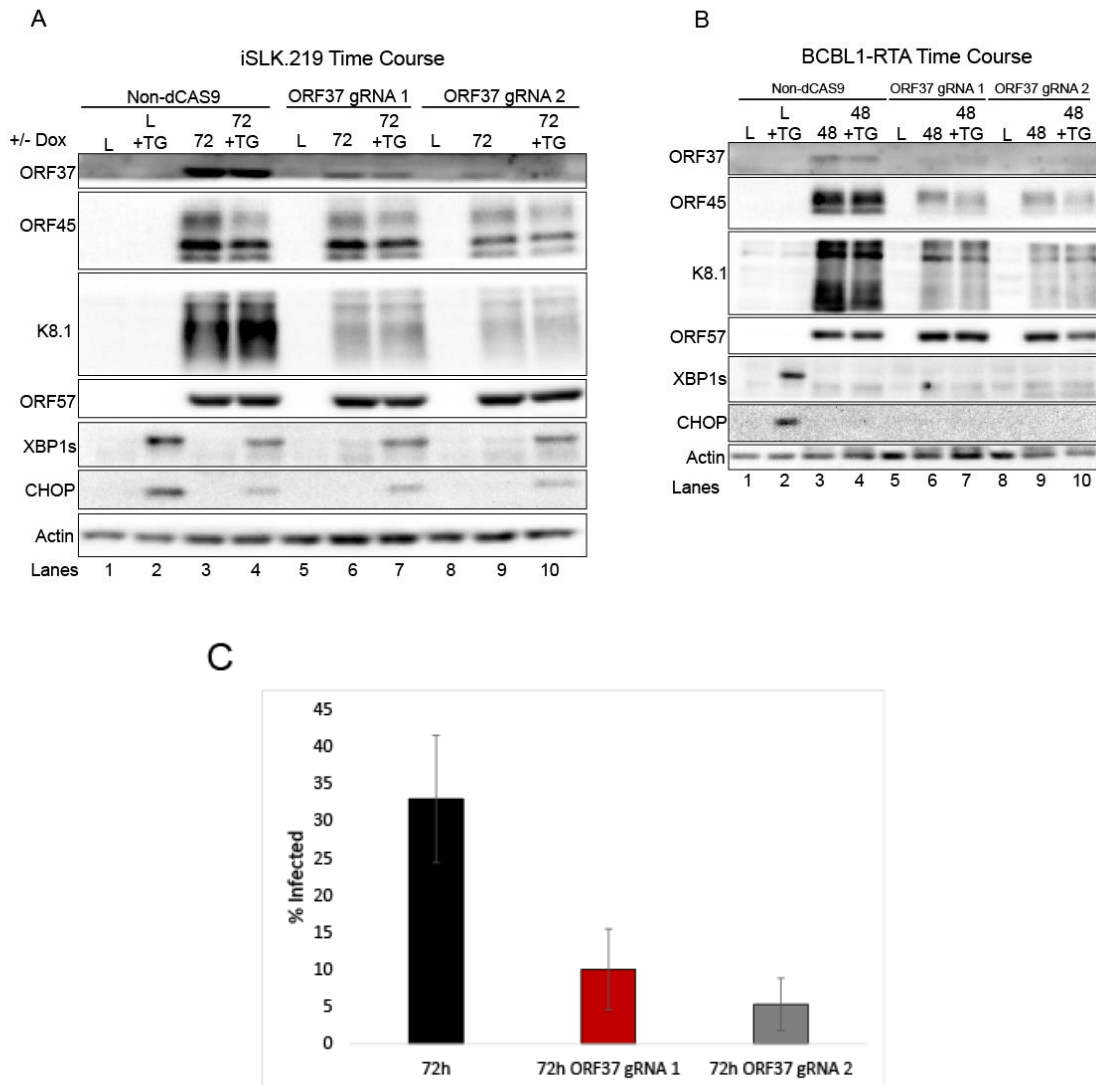 A
iSLK.219 Time Course
Non-dCAS9 ORF37 gRNA 1 ORF37 gRNA 2
L 72 72 72
+/- Dox L +TG 72 +TG L 72 +TG L 72 +TG
ORF37
ORF45
K8.1
ORF57
XBP1s
CHOP
Actin
Lanes 1 2 3 4 5 6 7 8 9 10
B
BCBL1-RTA Time Course
Non-dCAS9 ORF37 gRNA 1 ORF37 gRNA 2
L 48 48 48
L +TG 48 +TG L 48 +TG L 48 +TG
ORF37
ORF45
K8.1
ORF57
XBP1s
CHOP
Actin
1 2 3 4 5 6 7 8 9 10
Lanes
C
% Infected
45
40
35
30
25
20
15
10
5
0
72h 72h ORF37 gRNA 1 72h ORF37 gRNA 2